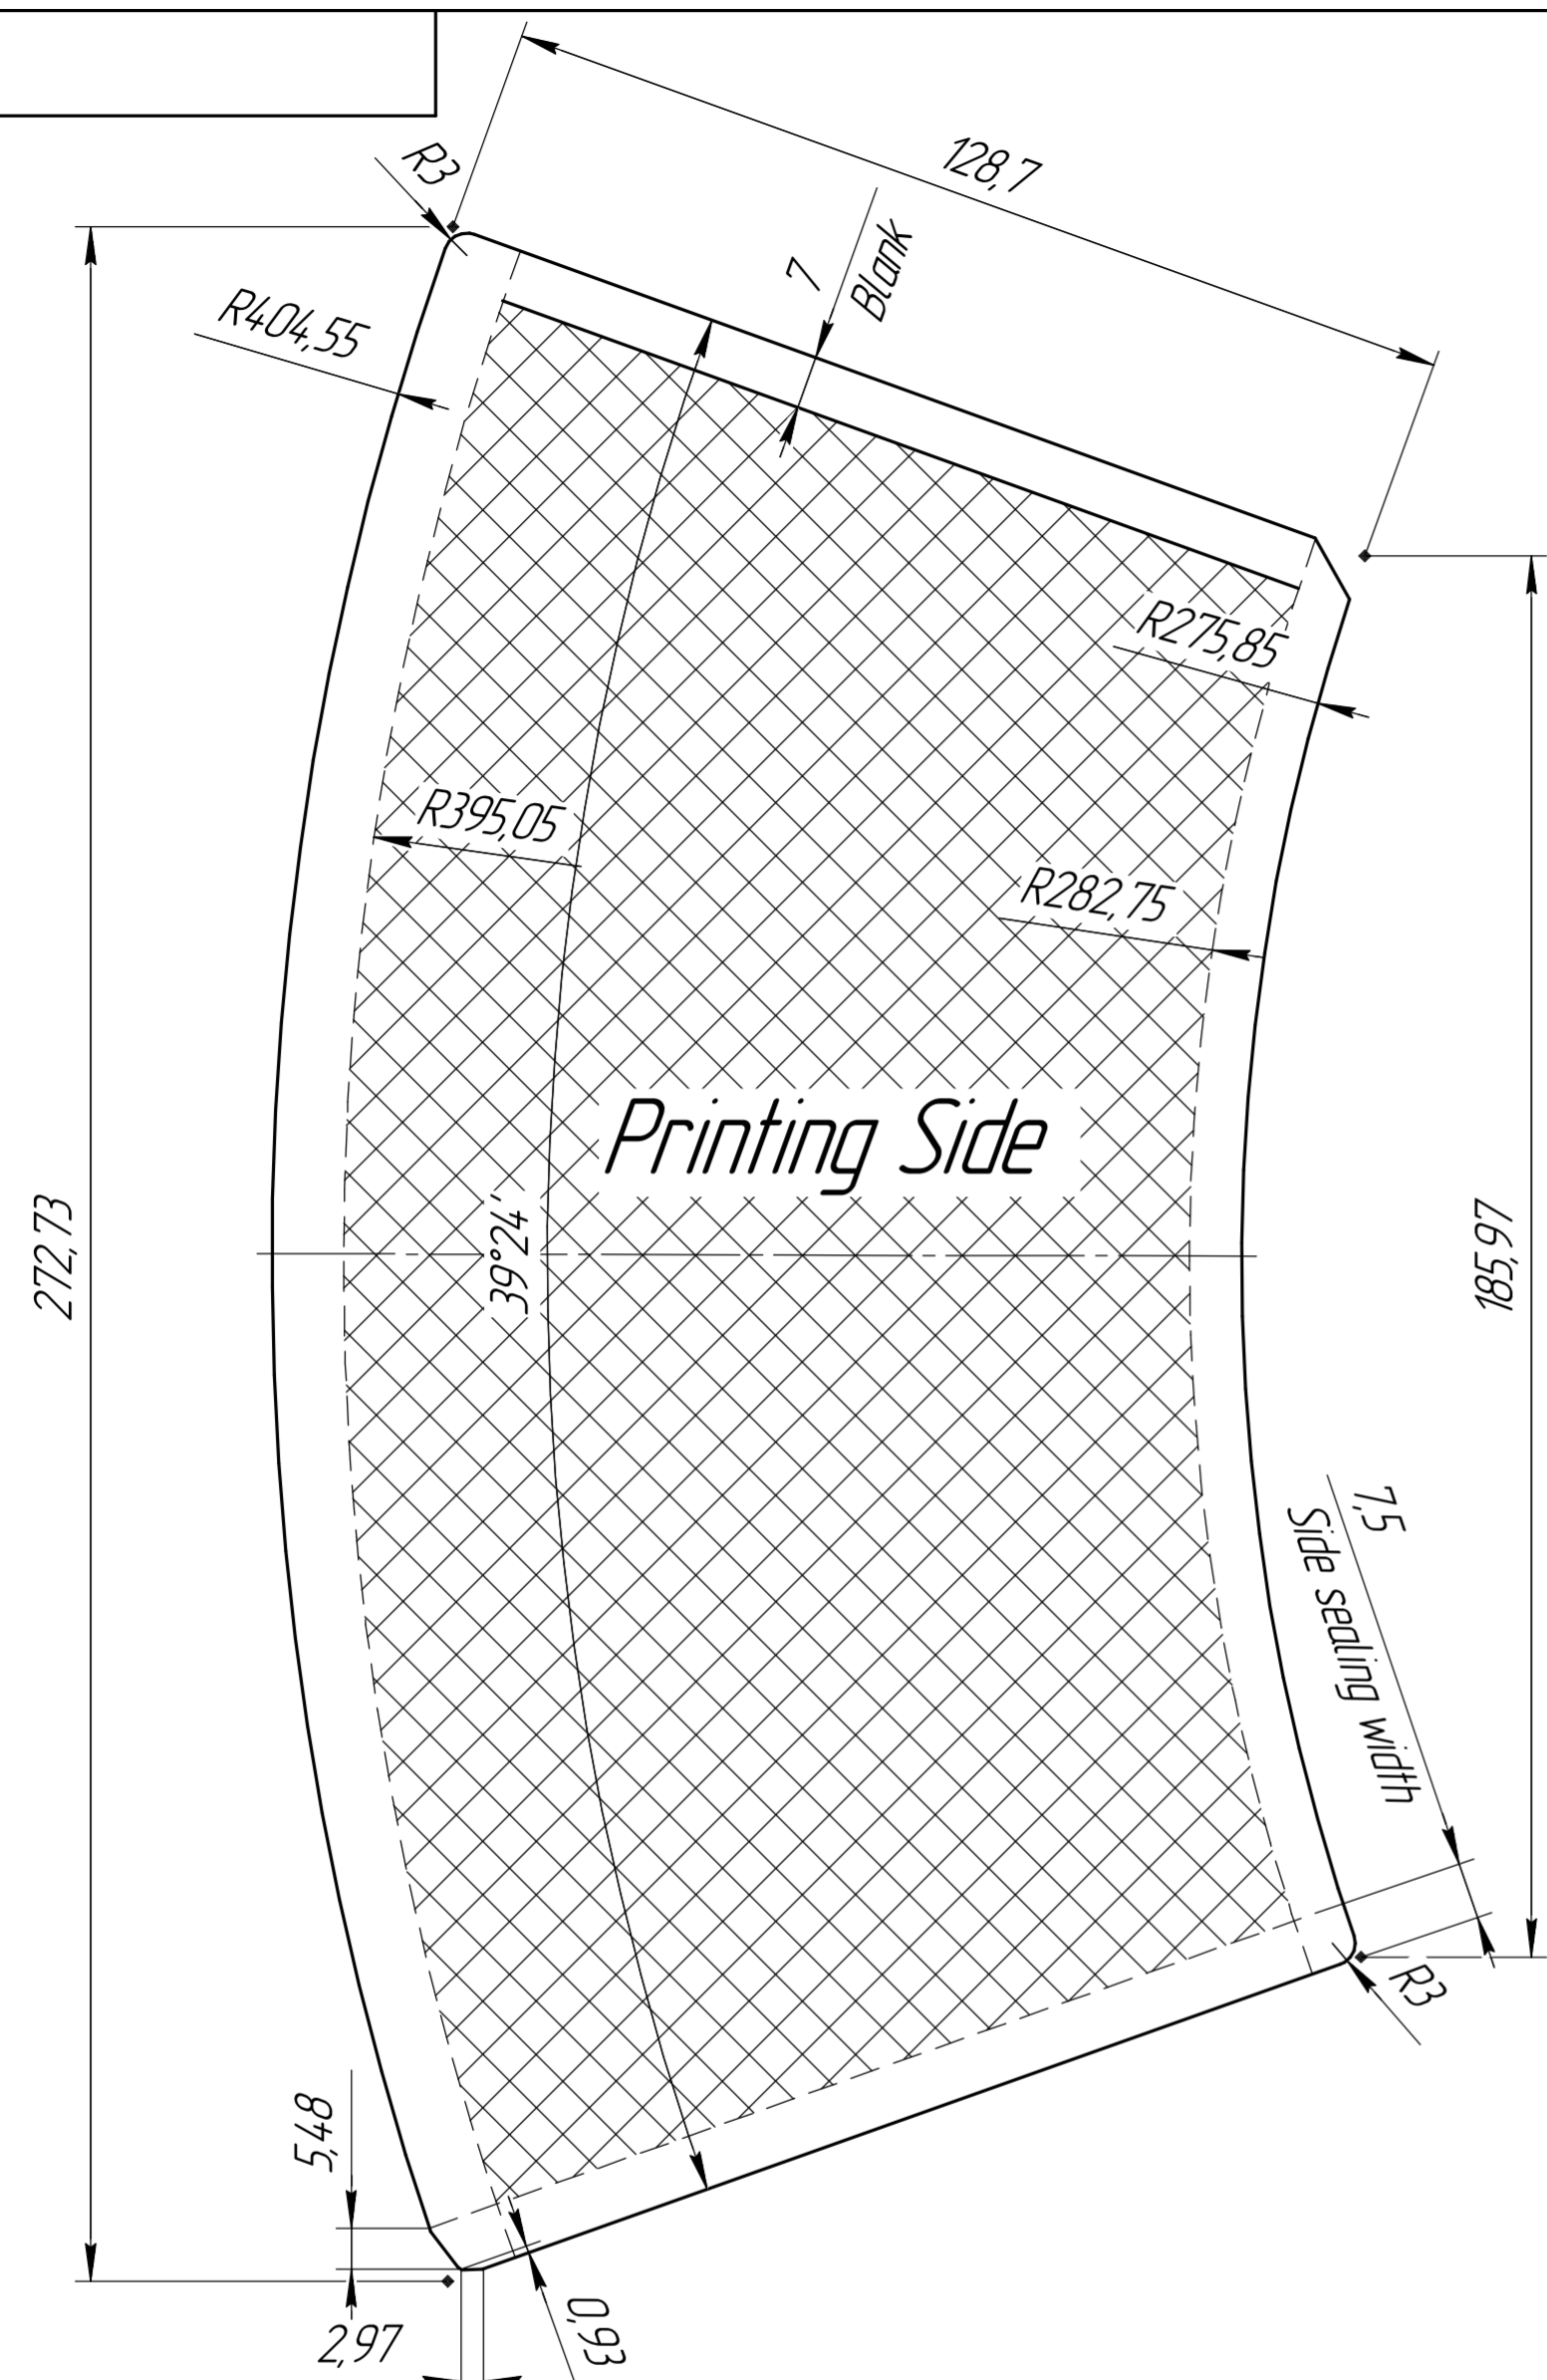 128,7
R3
7
Blank
R404,55
R275,85
R395,05
R282,75
Printing Side
39°24'
272,73
185,97
7,5
Side sealing width
R3
5,48
2,97
0,93